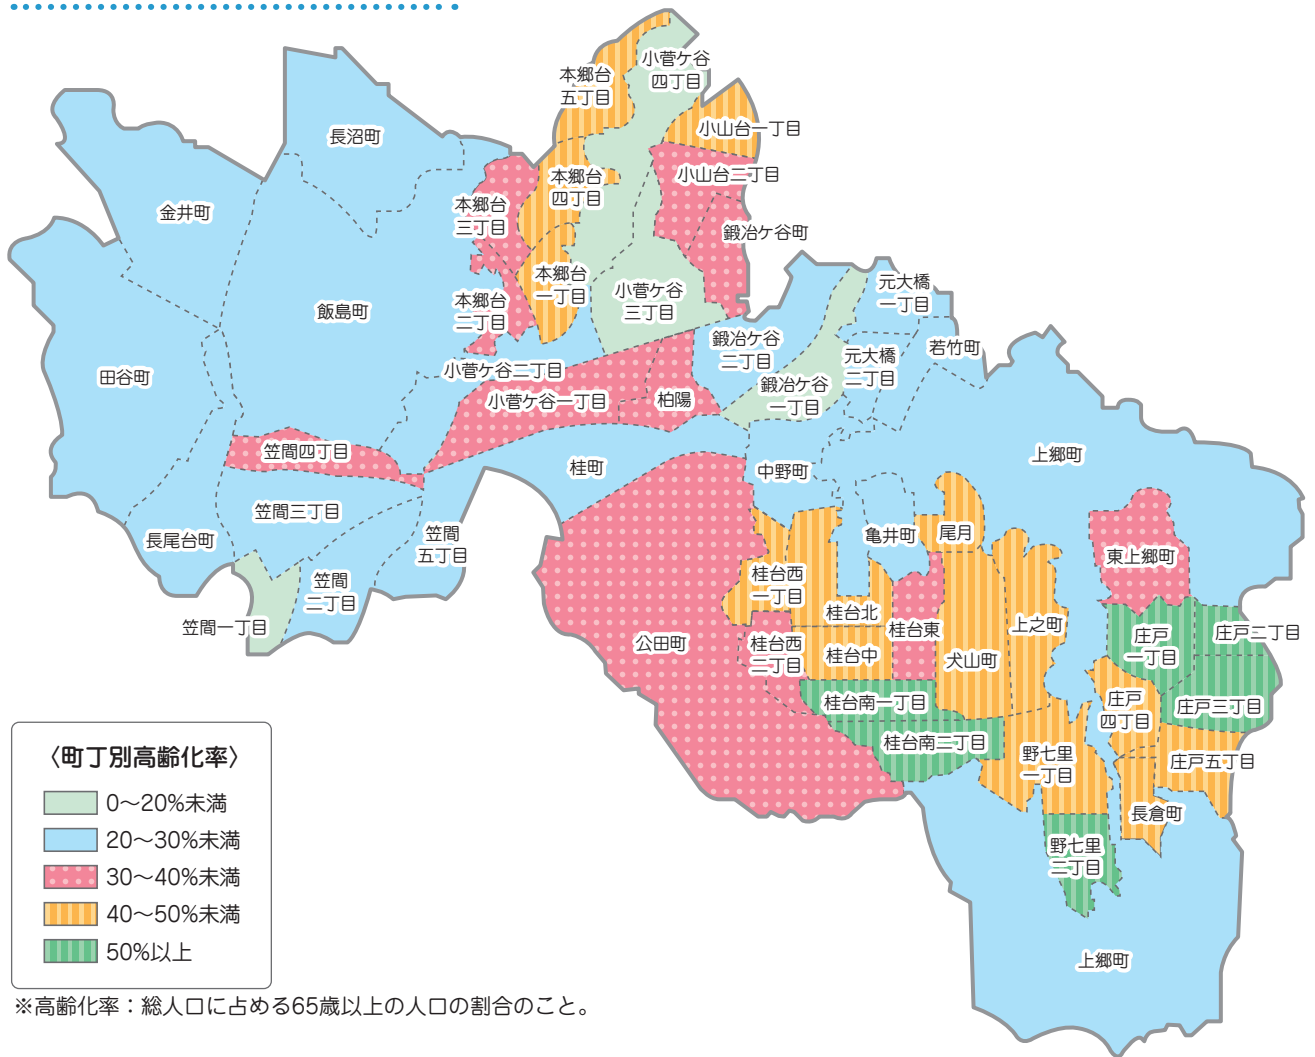 小菅ケ谷
四丁目
本郷台
五丁目
小山台一丁目
長沼町
小山台二丁目
本郷台
四丁目
金井町
本郷台
三丁目
鍛冶ケ谷町
本郷台
一丁目
元大橋
一丁目
小菅ケ谷
三丁目
本郷台
二丁目
飯島町
鍛冶ケ谷
二丁目
若竹町
元大橋
二丁目
小菅ケ谷二丁目
田谷町
鍛冶ケ谷
一丁目
小菅ケ谷一丁目
柏陽
笠間四丁目
上郷町
桂町
中野町
笠間三丁目
尾月
亀井町
長尾台町
笠間
五丁目
東上郷町
桂台西
一丁目
笠間
二丁目
桂台北
笠間一丁目
桂台東
上之町
庄戸
一丁目
庄戸二丁目
公田町
桂台西
二丁目
桂台中
犬山町
桂台南一丁目
庄戸
四丁目
庄戸三丁目
桂台南二丁目
野七里
一丁目
庄戸五丁目
長倉町
野七里
二丁目
上郷町
〈町丁別高齢化率〉
0〜20%未満
20〜30%未満
30〜40%未満
40〜50%未満
50%以上
※高齢化率：総人口に占める65歳以上の人口の割合のこと。